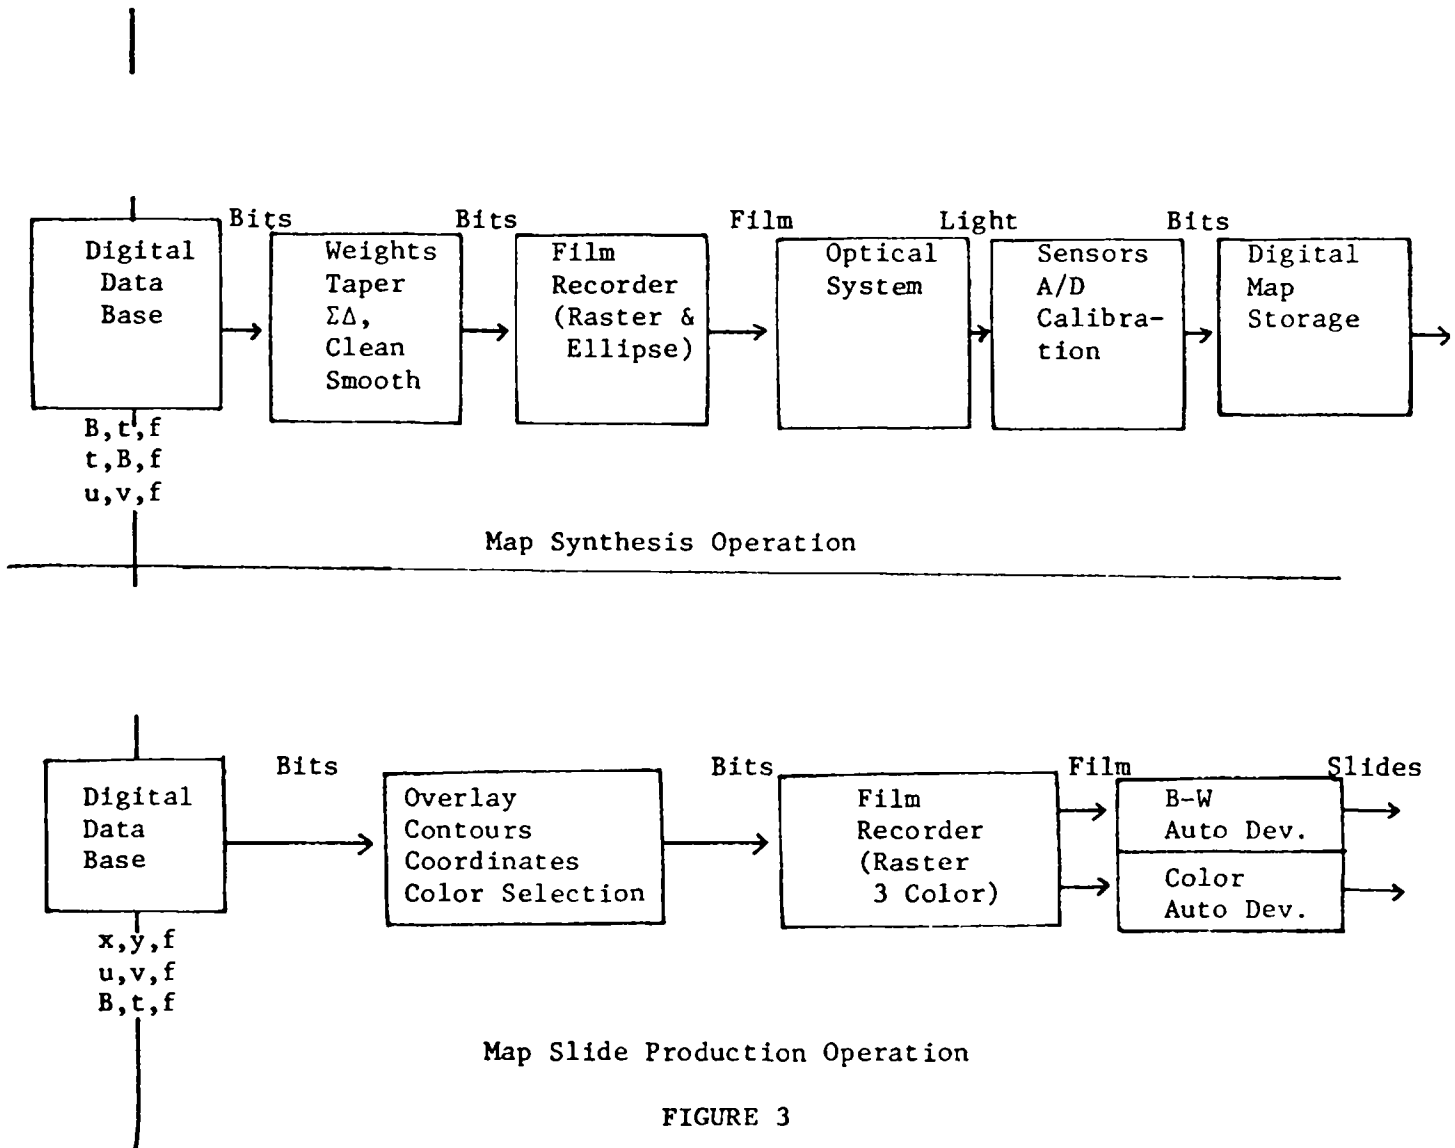 Bits
Bits
Film
Light
Bits
Digital
Data
Base
Weights
Taper
ΣΔ,
Clean
Smooth
Film
Recorder
(Raster &
Ellipse)
Optical
System
Sensors
A/D
Calibra-
tion
Digital
Map
Storage
B,t,f
t,B,f
u,v,f
Map Synthesis Operation
Bits
Bits
Film
Slides
Digital
Data
Base
Overlay
Contours
Coordinates
Color Selection
Film
Recorder
(Raster
3 Color)
B-W
Auto Dev.
Color
Auto Dev.
x,y,f
u,v,f
B,t,f
Map Slide Production Operation
FIGURE 3